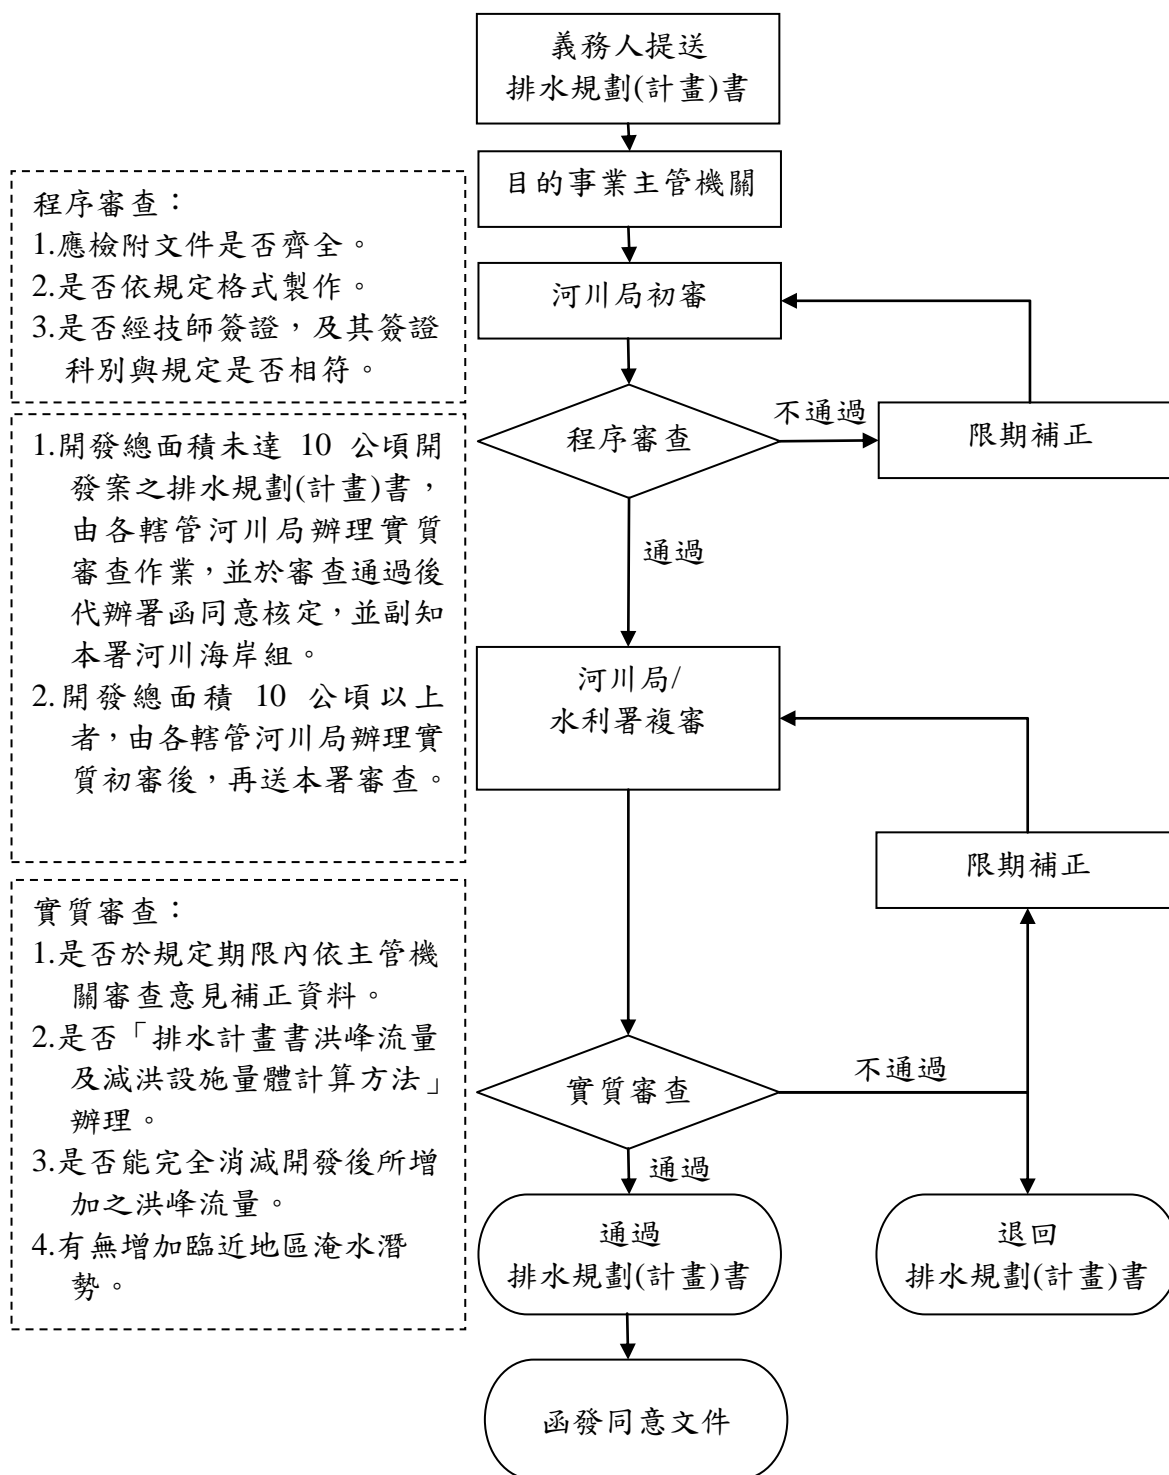 義務人提送
排水規劃(計畫)書
目的事業主管機關
程序審查：
1.應檢附文件是否齊全。
2.是否依規定格式製作。
3.是否經技師簽證，及其簽證
科別與規定是否相符。
河川局初審
程序審查
不通過
限期補正
通過
1.開發總面積未達 10 公頃開
發案之排水規劃(計畫)書，
由各轄管河川局辦理實質
審查作業，並於審查通過後
代辦署函同意核定，並副知
本署河川海岸組。
2.開發總面積 10 公頃以上
者，由各轄管河川局辦理實
質初審後，再送本署審查。
河川局/
水利署複審
限期補正
實質審查：
1.是否於規定期限內依主管機
關審查意見補正資料。
2.是否「排水計畫書洪峰流量
及減洪設施量體計算方法」
辦理。
3.是否能完全消減開發後所增
加之洪峰流量。
4.有無增加臨近地區淹水潛
勢。
實質審查
不通過
通過
通過
排水規劃(計畫)書
退回
排水規劃(計畫)書
函發同意文件